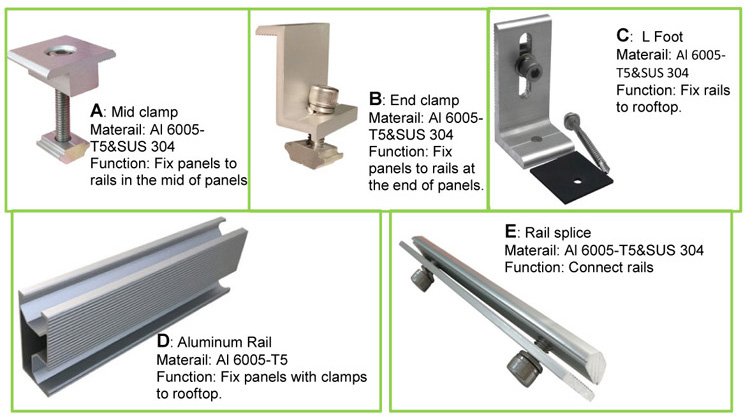 A: Mid clamp
Materail: Al 6005-
T5&SUS 304
Function: Fix panels to
rails in the mid of panels
B: End clamp
Materail: Al 6005-
T5&SUS 304
Function: Fix
panels to rails at
the end of panels.
C: L Foot
Materail: Al 6005-
T5&SUS 304
Function: Fix rails
to rooftop.
D: Aluminum Rail
Materail: Al 6005-T5
Function: Fix panels with clamps
to rooftop.
E: Rail splice
Materail: Al 6005-T5&SUS 304
Function: Connect rails